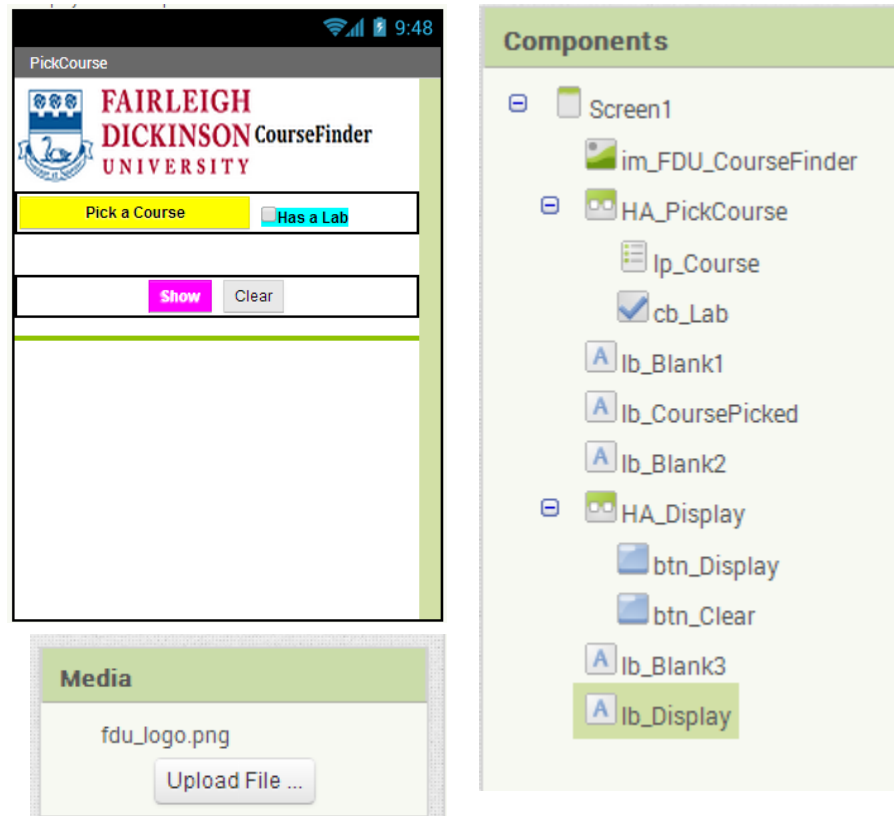 9:48
PickCourse
FAIRLEIGH
DICKINSON CourseFinder
UNIVERSITY
Pick a Course
Has a Lab
Show
Clear
Media
fdu_logo.png
Upload File ...
Components
Screen1
im_FDU_CourseFinder
HA_PickCourse
lp_Course
cb_Lab
A lb_Blank1
A lb_CoursePicked
A lb_Blank2
HA_Display
btn_Display
btn_Clear
A lb_Blank3
A lb_Display